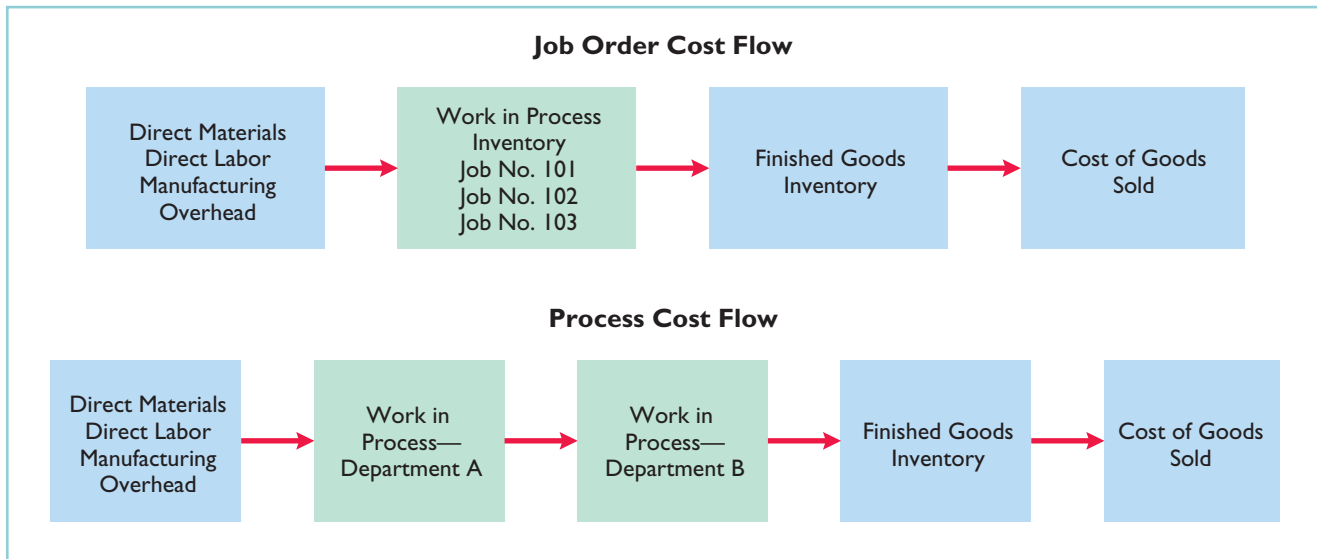 Job Order Cost Flow
Direct Materials
Direct Labor
Manufacturing
Overhead
Work in Process
Inventory
Job No. 101
Job No. 102
Job No. 103
Finished Goods
Inventory
Cost of Goods
Sold
Process Cost Flow
Direct Materials
Direct Labor
Manufacturing
Overhead
Work in
Process—
Department A
Work in
Process—
Department B
Finished Goods
Inventory
Cost of Goods
Sold